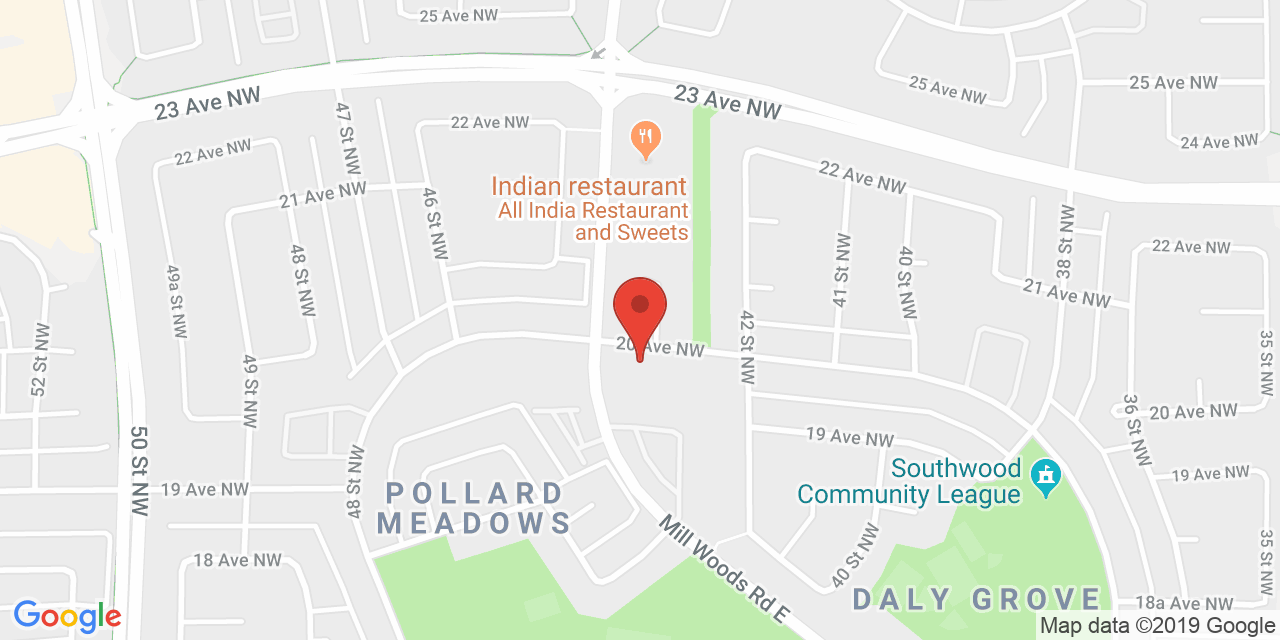 25 Ave NW
23 Ave NW
23 Ave NW
25 Ave NW
25 Ave NW
24 Ave NW
47 St NW
22 Ave NW
22 Ave NW
21 Ave NW
46 St NW
Indian restaurant
All India Restaurant
and Sweets
22 Ave NW
38 St NW
22 Ave NW
48 St NW
49a St NW
41 St NW
40 St NW
21 Ave NW
52 St NW
20 Ave NW
42 St NW
35 St NW
49 St NW
36 St NW
20 Ave NW
50 St NW
19 Ave NW
48 St NW
19 Ave NW
POLLARD
MEADOWS
Southwood
Community League
19 Ave NW
Mill Woods Rd E
40 St NW
18 Ave NW
35 St NW
DALY GROVE
18a Ave NW
Google
Map data ©2019 Google